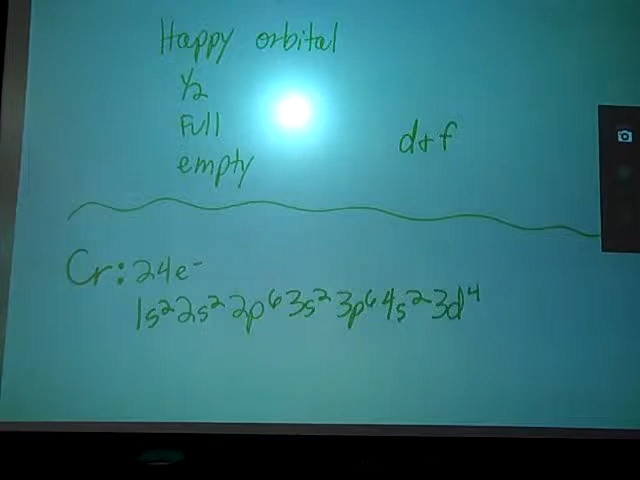 Happy orbital
1/2
Full
empty
d+f
Cr: 24e⁻
1s²2s²2p⁶3s²3p⁶4s²3d⁴